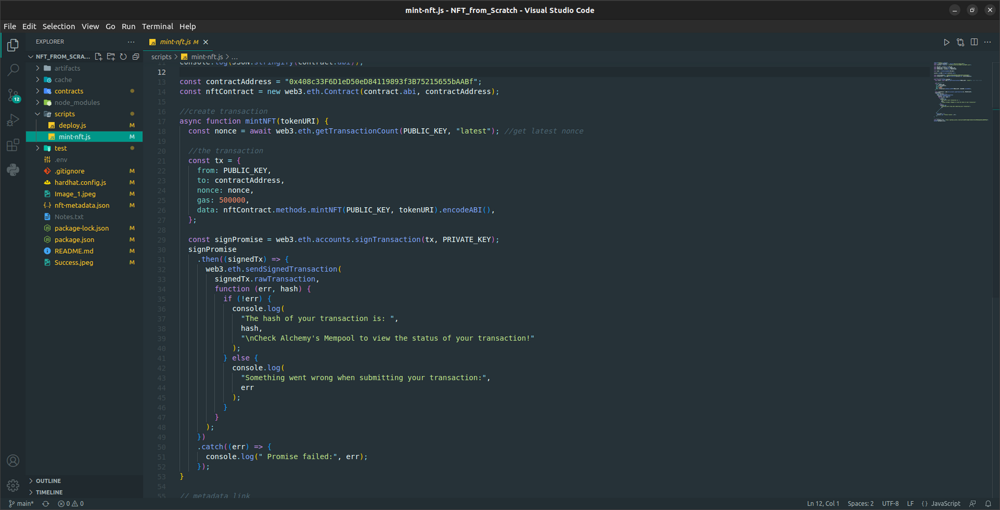 mint-nft.js - NFT_from_Scratch - Visual Studio Code
File Edit Selection View Go Run Terminal Help
EXPLORER
NFT_FROM_SCRA...
artifacts
cache
contracts
node_modules
scripts
deploy.js M
mint-nft.js M
test
.env
.gitignore M
hardhat.config.js M
Image_1.jpeg M
nft-metadata.json M
Notes.txt
package-lock.json M
package.json M
README.md M
Success.jpeg M
OUTLINE
TIMELINE
12
mint-nft.js M
scripts > mint-nft.js > ...
11 console.log(JSON.stringify(contract.abi));
12
13 const contractAddress = "0x408c33F6D1eD50eD84119893f3B75215655bAABf";
14 const nftContract = new web3.eth.Contract(contract.abi, contractAddress);
15
16 //create transaction
17 async function mintNFT(tokenURI) {
18 const nonce = await web3.eth.getTransactionCount(PUBLIC_KEY, "latest"); //get latest nonce
19
20 //the transaction
21 const tx = {
22 from: PUBLIC_KEY,
23 to: contractAddress,
24 nonce: nonce,
25 gas: 500000,
26 data: nftContract.methods.mintNFT(PUBLIC_KEY, tokenURI).encodeABI(),
27 };
28
29 const signPromise = web3.eth.accounts.signTransaction(tx, PRIVATE_KEY);
30 signPromise
31 .then((signedTx) => {
32 web3.eth.sendSignedTransaction(
33 signedTx.rawTransaction,
34 function (err, hash) {
35 if (!err) {
36 console.log(
37 "The hash of your transaction is: ",
38 hash,
39 "\nCheck Alchemy's Mempool to view the status of your transaction!"
40 );
41 } else {
42 console.log(
43 "Something went wrong when submitting your transaction:",
44 err
45 );
46 }
47 }
48 );
49 })
50 .catch((err) => {
51 console.log(" Promise failed:", err);
52 });
53 }
54
55 // metadata link
main* 0 0 Ln 12, Col 1 Spaces: 2 UTF-8 LF {} JavaScript